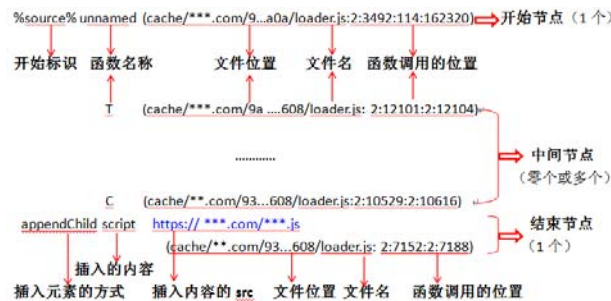 %source% unnamed (cache/***.com/9...a0a/loader.js:2:3492:114:162320) 开始节点（1 个）
开始标识 函数名称 文件位置 文件名 函数调用的位置
T (cache/***.com/9a ....608/loader.js: 2:12101:2:12104)
............
中间节点
（零个或多个）
C (cache/**.com/93...608/loader.js:2:10529:2:10616)
appendChild script https:// ***.com/***.js
结束节点
(cache/**.com/93...608/loader.js: 2:7152:2:7188)
（1 个）
插入的内容
插入元素的方式 插入内容的 src 文件位置 文件名 函数调用的位置